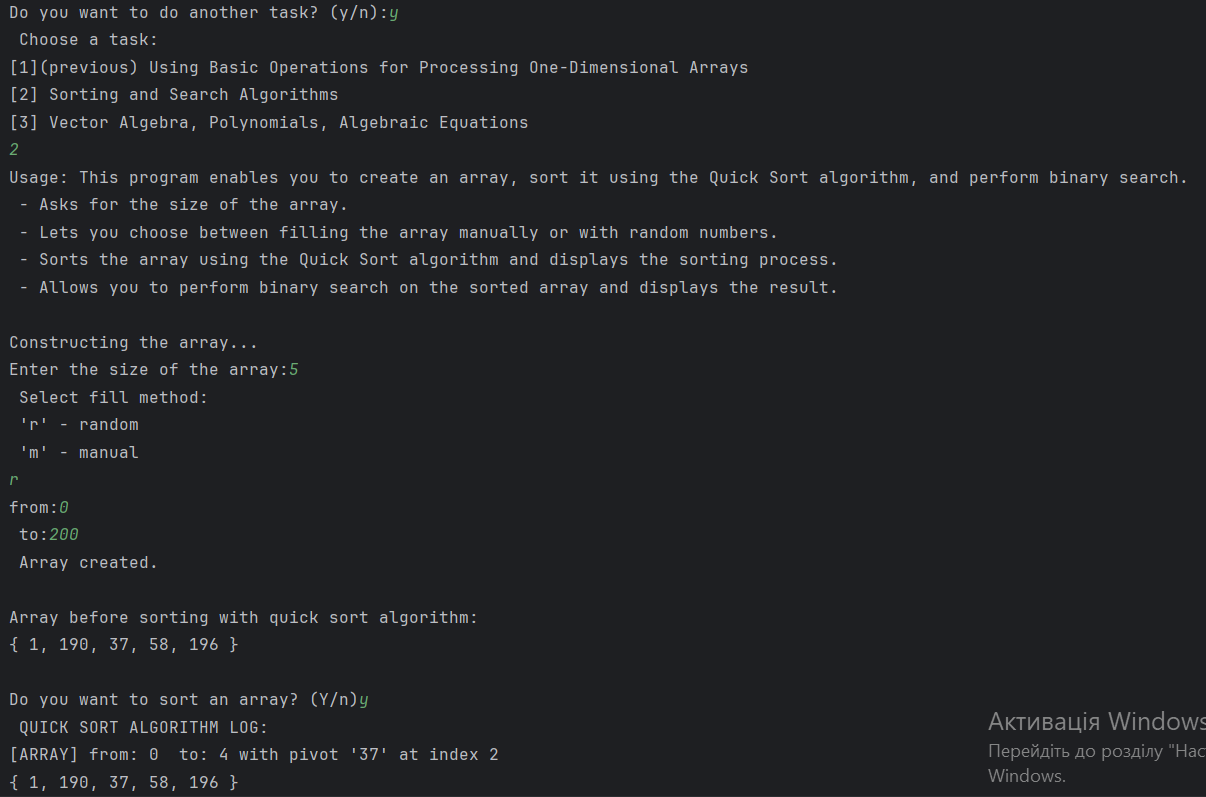 Do you want to do another task? (y/n):y
Choose a task:
[1](previous) Using Basic Operations for Processing One-Dimensional Arrays
[2] Sorting and Search Algorithms
[3] Vector Algebra, Polynomials, Algebraic Equations
2
Usage: This program enables you to create an array, sort it using the Quick Sort algorithm, and perform binary search.
- Asks for the size of the array.
- Lets you choose between filling the array manually or with random numbers.
- Sorts the array using the Quick Sort algorithm and displays the sorting process.
- Allows you to perform binary search on the sorted array and displays the result.
Constructing the array...
Enter the size of the array:5
Select fill method:
'r' - random
'm' - manual
r
from:0
to:200
Array created.
Array before sorting with quick sort algorithm:
{ 1, 190, 37, 58, 196 }
Do you want to sort an array? (Y/n)y
QUICK SORT ALGORITHM LOG:
[ARRAY] from: 0  to: 4 with pivot '37' at index 2
{ 1, 190, 37, 58, 196 }
Активація Windows
Перейдіть до розділу "Нас
Windows.